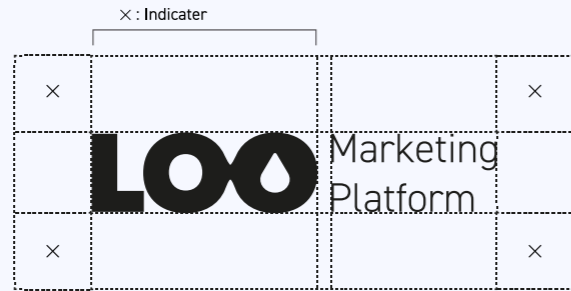 × : Indicater
× ×
LOO Marketing
Platform
× ×